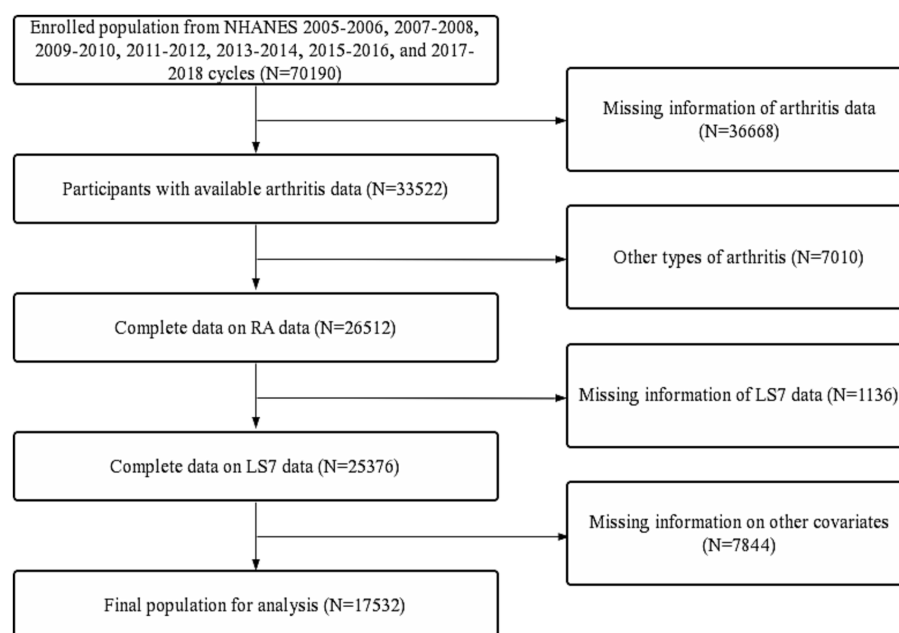 Enrolled population from NHANES 2005-2006, 2007-2008,
2009-2010, 2011-2012, 2013-2014, 2015-2016, and 2017-
2018 cycles (N=70190)
Missing information of arthritis data
(N=36668)
Participants with available arthritis data (N=33522)
Other types of arthritis (N=7010)
Complete data on RA data (N=26512)
Missing information of LS7 data (N=1136)
Complete data on LS7 data (N=25376)
Missing information on other covariates
(N=7844)
Final population for analysis (N=17532)